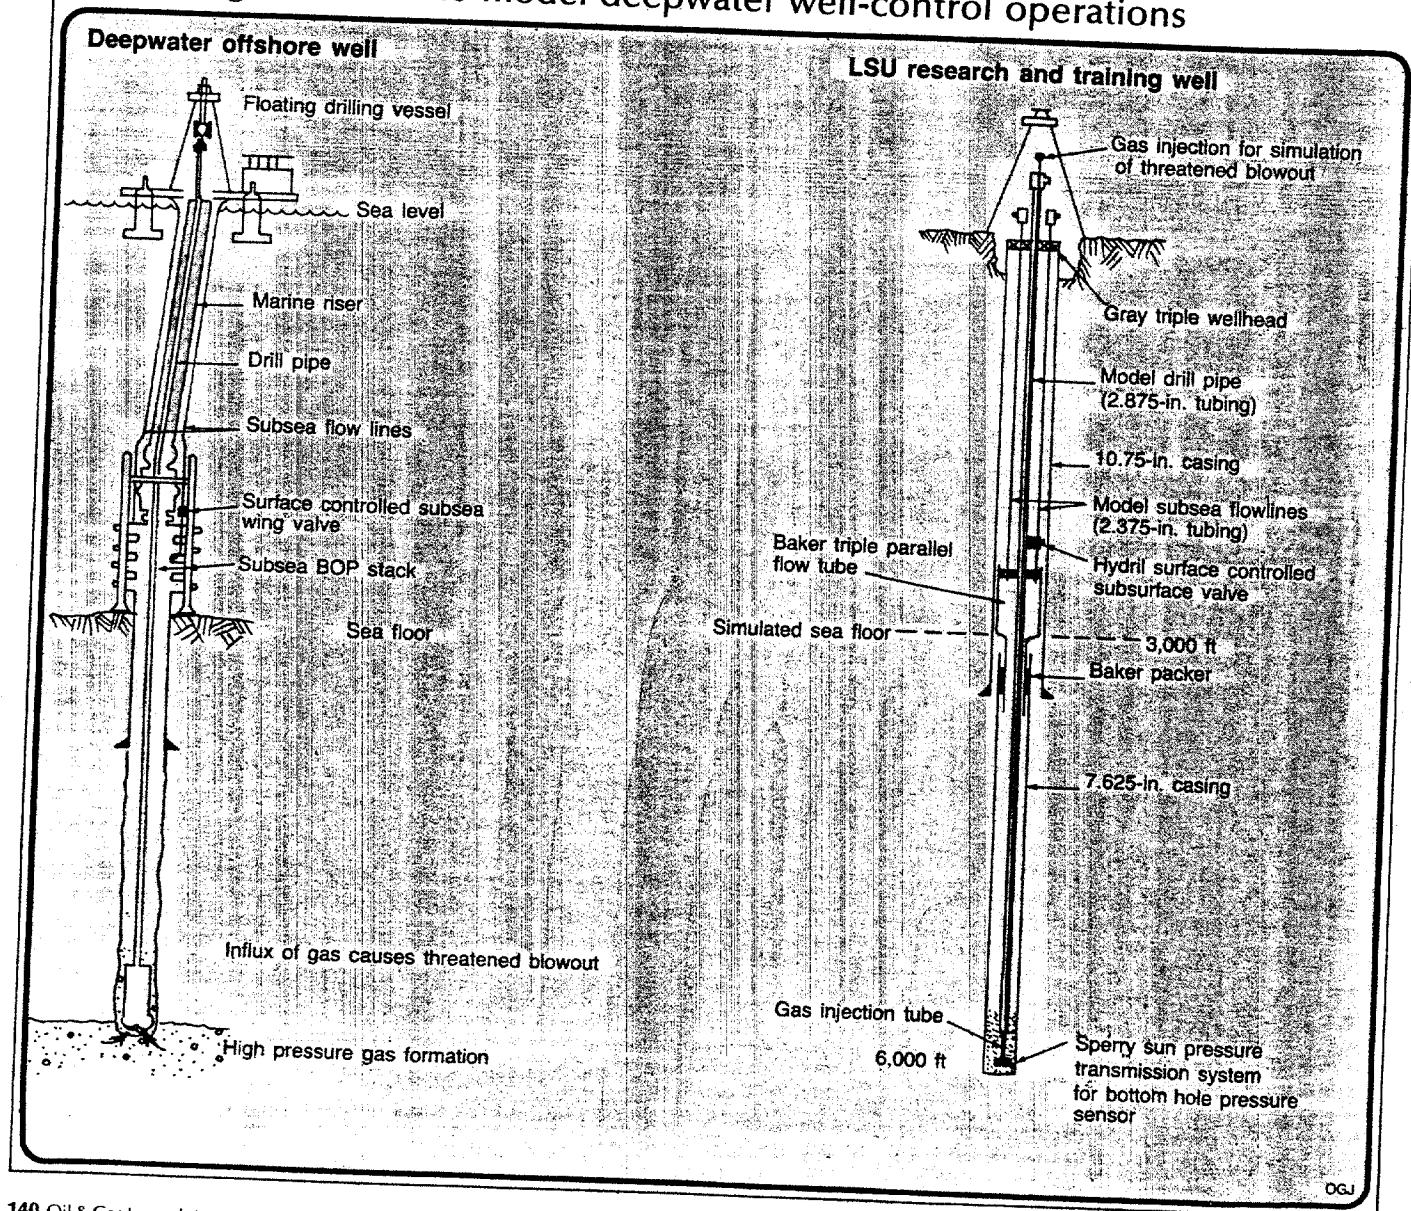 model deepwater well-control operations
Deepwater offshore well
Floating drilling vessel
Sea level
Marine riser
Drill pipe
Subsea flow lines
Surface controlled subsea
wing valve
Subsea BOP stack
Sea floor
Influx of gas causes threatened blowout
High pressure gas formation
LSU research and training well
Gas injection for simulation
of threatened blowout
Gray triple wellhead
Model drill pipe
(2.875-in. tubing)
10.75-in. casing
Model subsea flowlines
(2.375-in. tubing)
Baker triple parallel
flow tube
Hydril surface controlled
subsurface valve
Simulated sea floor
3,000 ft
Baker packer
7.625-in. casing
Gas injection tube
6,000 ft
Sperry sun pressure
transmission system
for bottom hole pressure
sensor
OGJ
140 Oil &